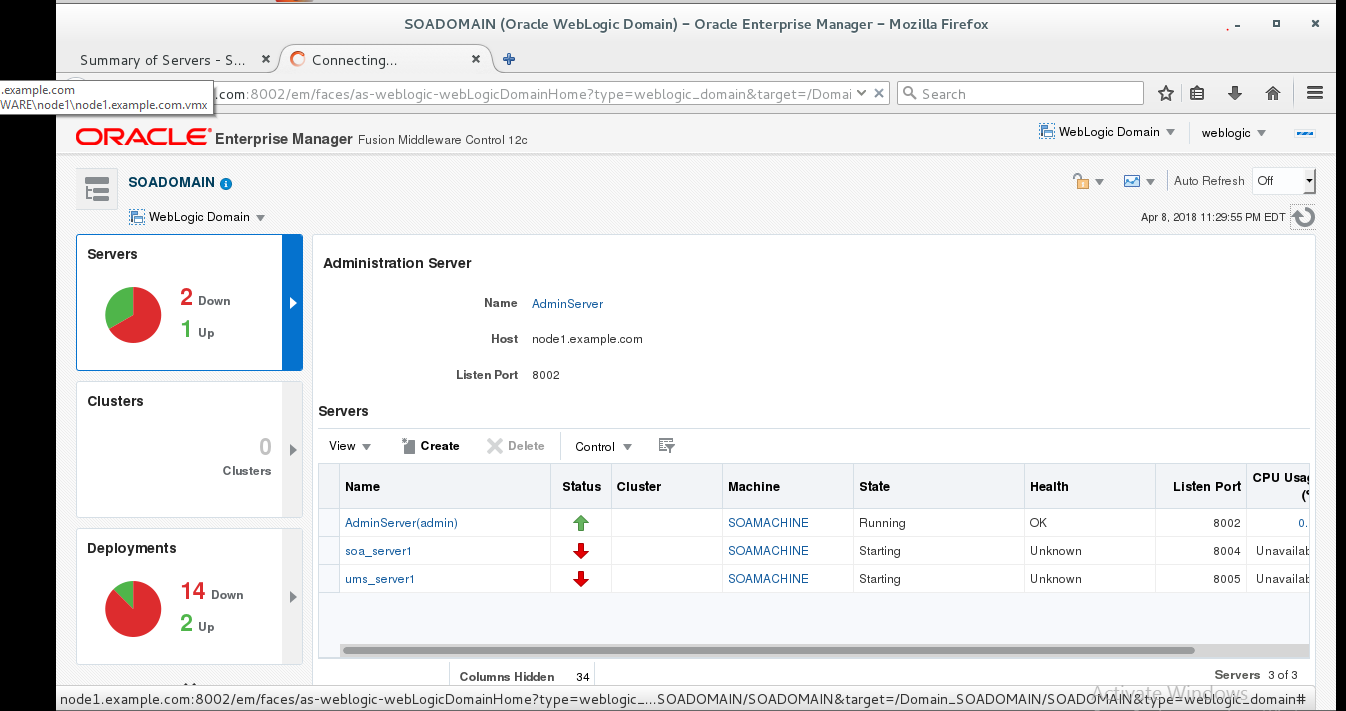 SOADOMAIN (Oracle WebLogic Domain) – Oracle Enterprise Manager – Mozilla Firefox
Summary of Servers - S... Connecting...
.example.com
WARE\node1\node1.example.com.vmx
.com:8002/em/faces/as-weblogic-webLogicDomainHome?type=weblogic_domain&target=/Domai Search
ORACLE Enterprise Manager Fusion Middleware Control 12c WebLogic Domain weblogic
SOADOMAIN Auto Refresh Off
WebLogic Domain Apr 8, 2018 11:29:55 PM EDT
Servers
2 Down
1 Up
Clusters
0
Clusters
Deployments
14 Down
2 Up
Administration Server
Name AdminServer
Host node1.example.com
Listen Port 8002
Servers
View Create Delete Control
Name Status Cluster Machine State Health Listen Port CPU Usag
(%
AdminServer(admin) SOAMACHINE Running OK 8002 0.
soa_server1 SOAMACHINE Starting Unknown 8004 Unavailab
ums_server1 SOAMACHINE Starting Unknown 8005 Unavailab
Columns Hidden 34 Servers 3 of 3
Activate Windows
node1.example.com:8002/em/faces/as-weblogic-webLogicDomainHome?type=weblogic_...SOADOMAIN/SOADOMAIN&target=/Domain_SOADOMAIN/SOADOMAIN&type=weblogic_domain#